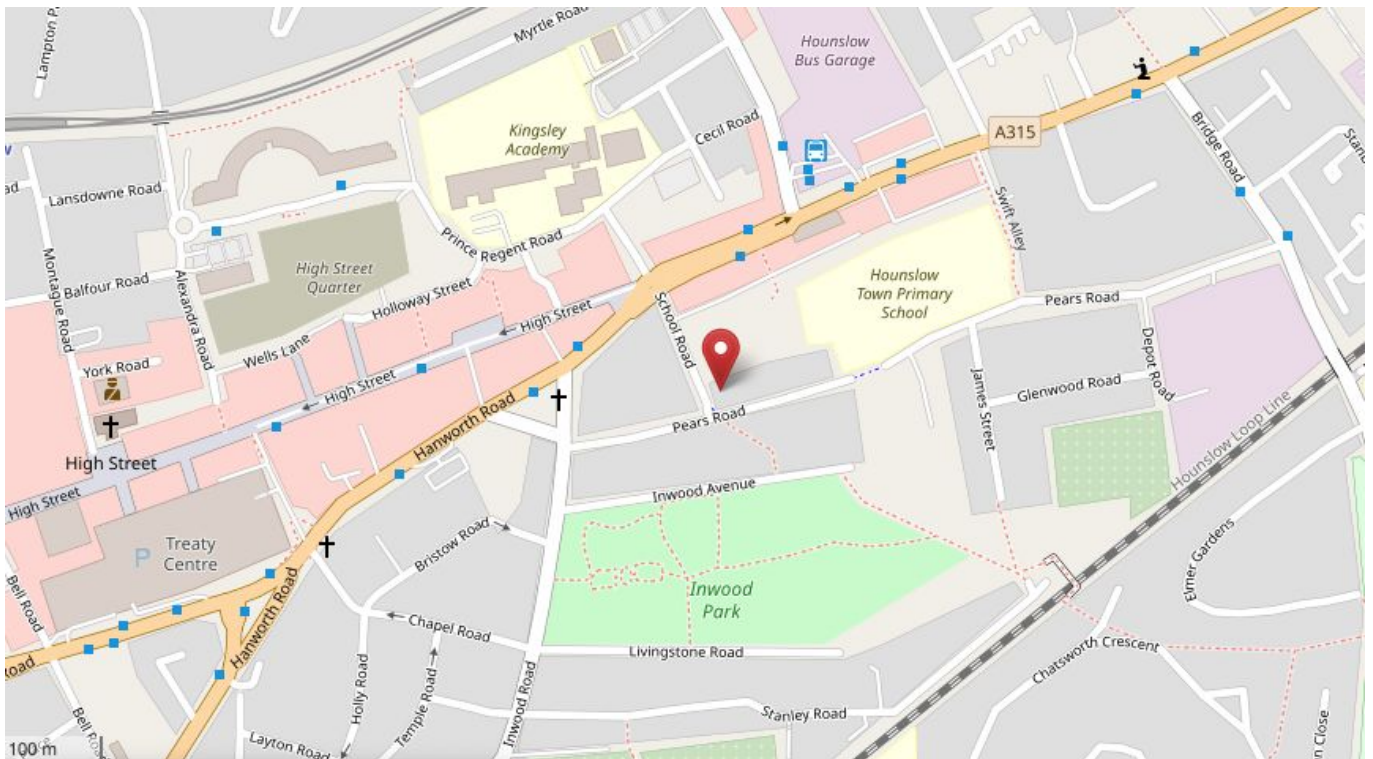 Lampton P
Myrtle Road
Hounslow
Bus Garage
Kingsley
Academy
Cecil Road
A315
Bridge Road
Stan
w
ad
Lansdowne Road
Swift Alley
Prince Regent Road
High Street
Quarter
Montague Road
Balfour Road
Alexandra Road
Holloway Street
Hounslow
Town Primary
School
Pears Road
High Street
School Road
Wells Lane
York Road
Depot Road
James Street
Glenwood Road
High Street
Hanworth Road
Pears Road
Hounslow Loop Line
High Street
High Street
Inwood Avenue
P
Treaty
Centre
Bristow Road
Elmer Gardens
Bell Road
Inwood
Park
Hanworth Road
Chapel Road
Livingstone Road
Chatsworth Crescent
Road
Holly Road
Temple Road
Inwood Road
Stanley Road
Bell Roa
Layton Road
n Close
100 m